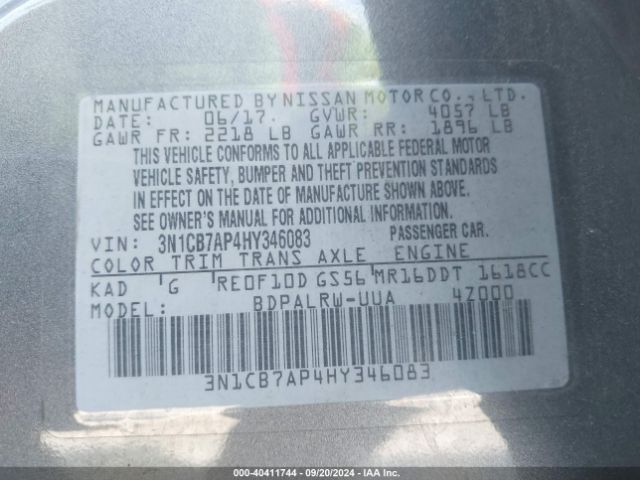 MANUFACTURED BY NISSAN MOTOR CO., LTD.
DATE: 06/17. GVWR: 4057 LB
GAWR FR: 2218 LB GAWR RR: 1896 LB
THIS VEHICLE CONFORMS TO ALL APPLICABLE FEDERAL MOTOR
VEHICLE SAFETY, BUMPER AND THEFT PREVENTION STANDARDS
IN EFFECT ON THE DATE OF MANUFACTURE SHOWN ABOVE.
SEE OWNER'S MANUAL FOR ADDITIONAL INFORMATION.
VIN: 3N1CB7AP4HY346083 PASSENGER CAR.
COLOR TRIM TRANS AXLE ENGINE
KAD G RE0F10D GS56 MR16DDT 1618CC
MODEL: BDPALRW-UUA 4Z000
3N1CB7AP4HY346083
000-40411744 - 09/20/2024 - IAA Inc.